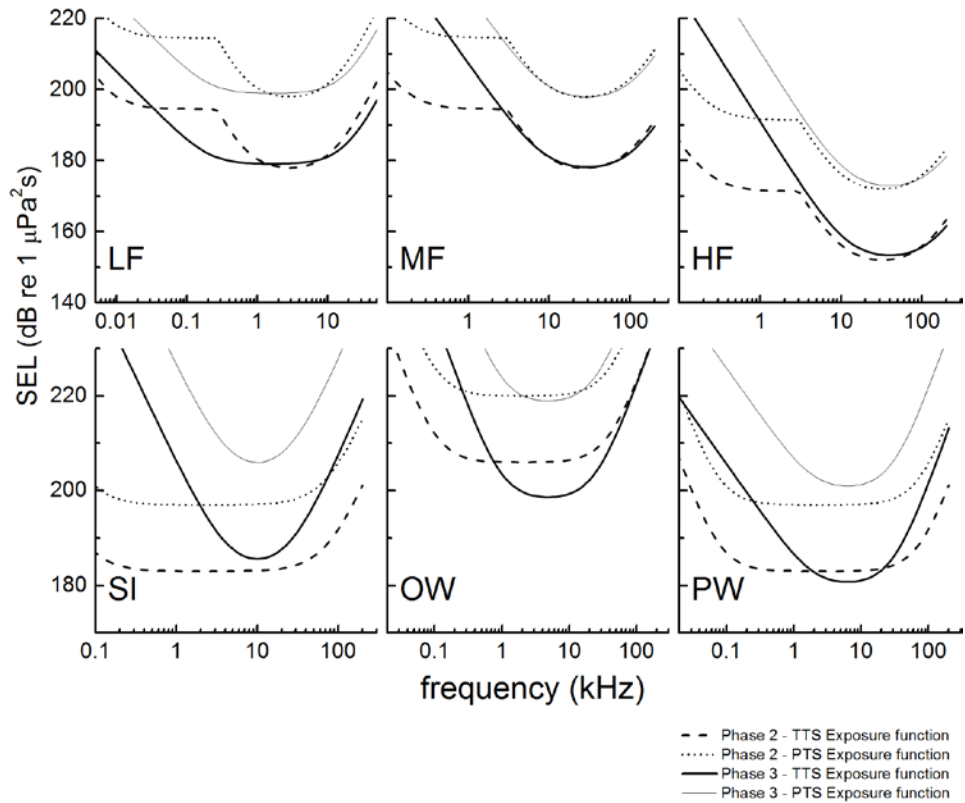 220
200
180
160
140
LF
MF
HF
0.01 0.1 1 10
1 10 100
1 10 100
SEL (dB re 1 μPa²s)
220
200
180
SI
OW
PW
0.1 1 10 100
0.1 1 10 100
0.1 1 10 100
frequency (kHz)
Phase 2 - TTS Exposure function
Phase 2 - PTS Exposure function
Phase 3 - TTS Exposure function
Phase 3 - PTS Exposure function